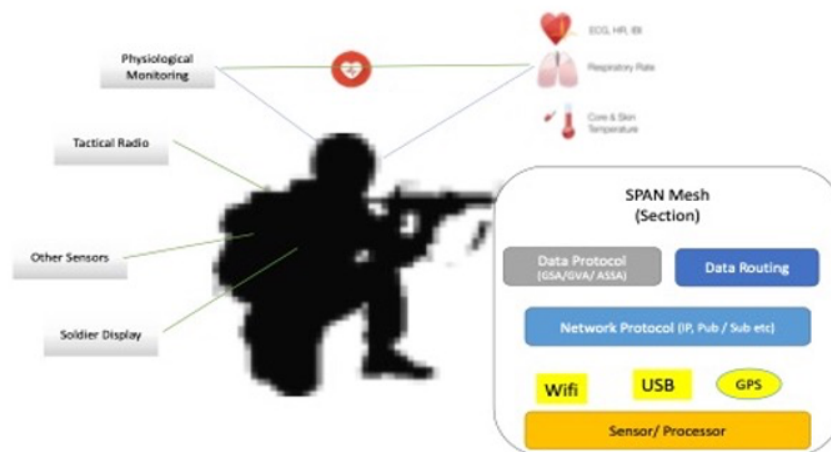 Physiological
Monitoring
ECG, HR, IBI
Respiratory Rate
Core & Skin
Temperature
Tactical Radio
Other Sensors
Soldier Display
SPAN Mesh
(Section)
Data Protocol
(GSA/GVA/ ASSA)
Data Routing
Network Protocol (IP, Pub / Sub etc)
Wifi
USB
GPS
Sensor/ Processor